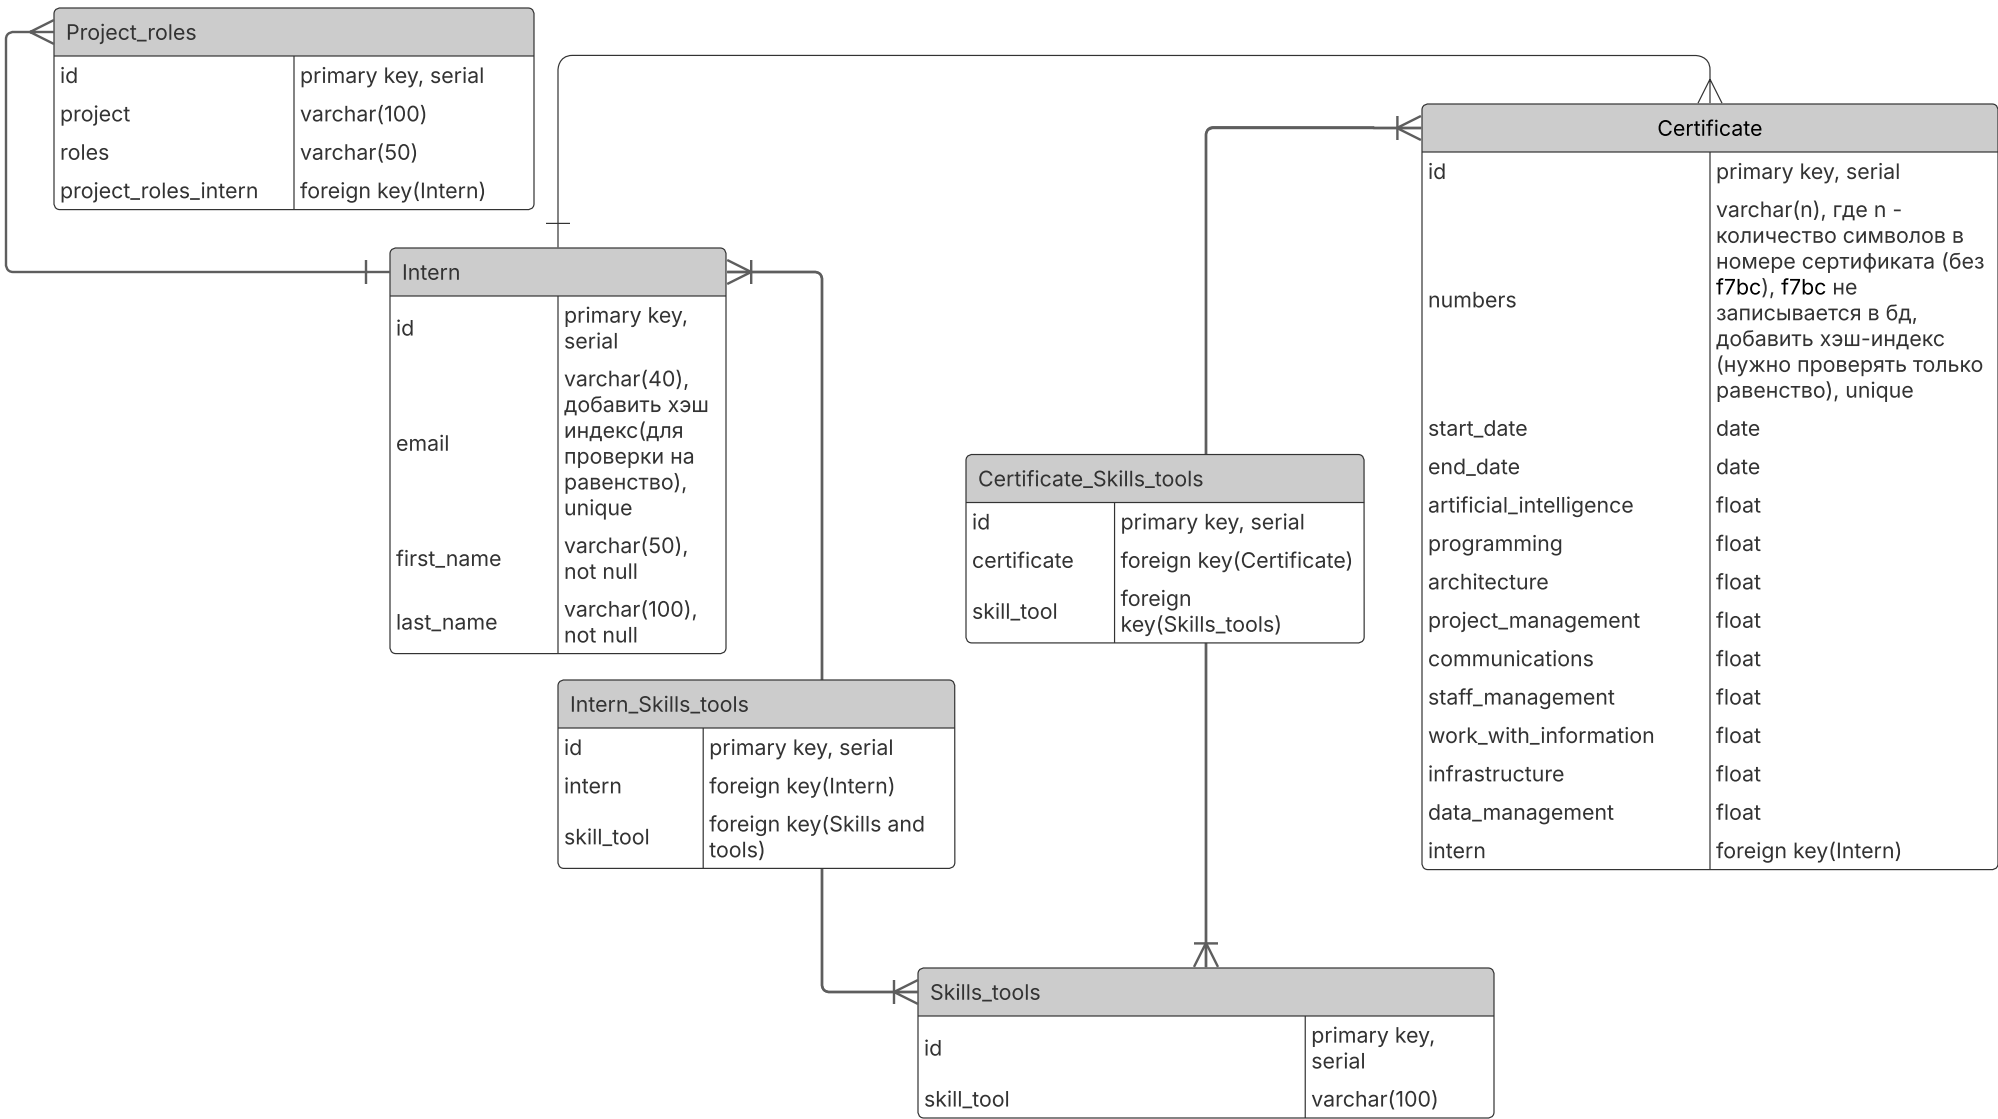 Project_roles
id
primary key, serial
project
varchar(100)
roles
varchar(50)
project_roles_intern
foreign key(Intern)
Intern
id
primary key,
serial
email
varchar(40),
добавить хэш
индекс(для
проверки на
равенство),
unique
first_name
varchar(50),
not null
last_name
varchar(100),
not null
Intern_Skills_tools
id
primary key, serial
intern
foreign key(Intern)
skill_tool
foreign key(Skills and
tools)
Certificate_Skills_tools
id
primary key, serial
certificate
foreign key(Certificate)
skill_tool
foreign
key(Skills_tools)
Certificate
id
primary key, serial
numbers
varchar(n), где n -
количество символов в
номере сертификата (без
f7bc), f7bc не
записывается в бд,
добавить хэш-индекс
(нужно проверять только
равенство), unique
start_date
date
end_date
date
artificial_intelligence
float
programming
float
architecture
float
project_management
float
communications
float
staff_management
float
work_with_information
float
infrastructure
float
data_management
float
intern
foreign key(Intern)
Skills_tools
id
primary key,
serial
skill_tool
varchar(100)